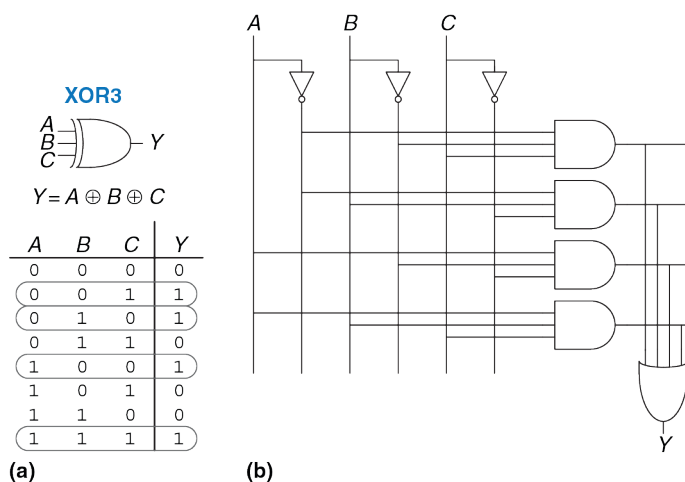 XOR3
A
B
C
Y
Y = A ⊕ B ⊕ C
A B C Y
0 0 0 0
0 0 1 1
0 1 0 1
0 1 1 0
1 0 0 1
1 0 1 0
1 1 0 0
1 1 1 1
(a)
A B C
Y
(b)